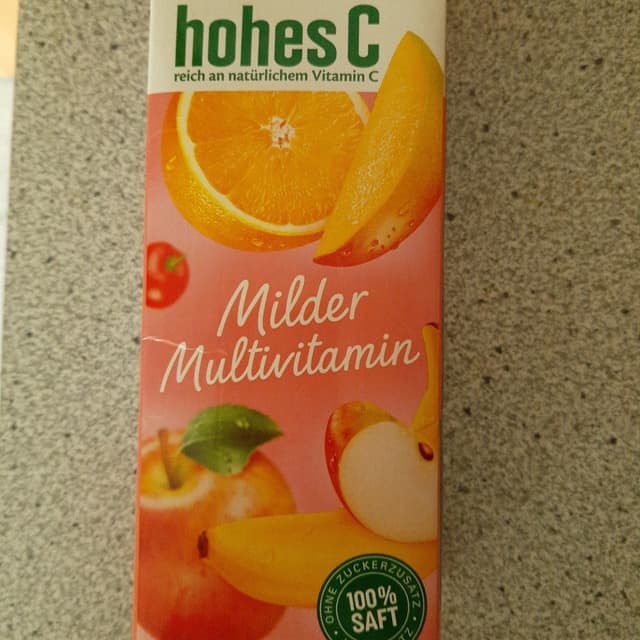 hohes C
reich an natürlichem Vitamin C
Milder
Multivitamin
OHNE ZUCKERZUSATZ
100%
SAFT